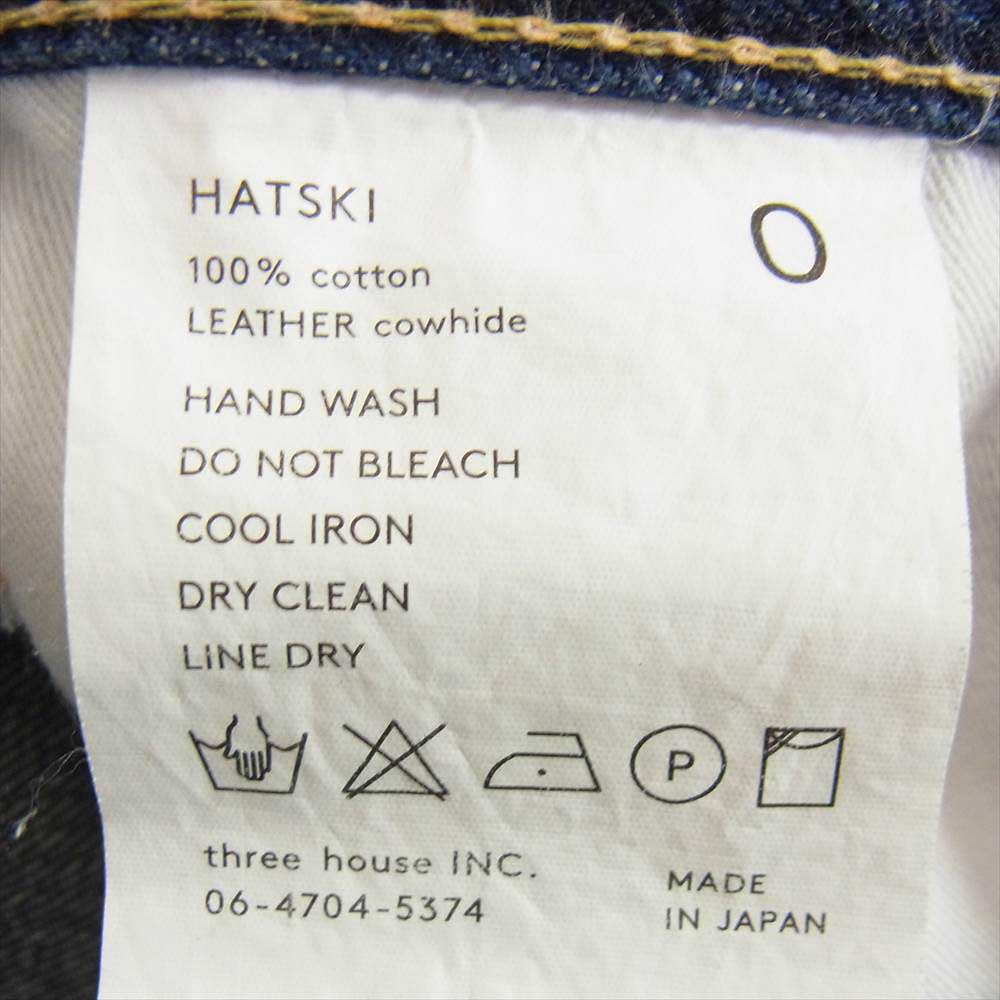 HATSKI
O
100% cotton
LEATHER cowhide
HAND WASH
DO NOT BLEACH
COOL IRON
DRY CLEAN
LINE DRY
P
three house INC.
06-4704-5374
MADE
IN JAPAN